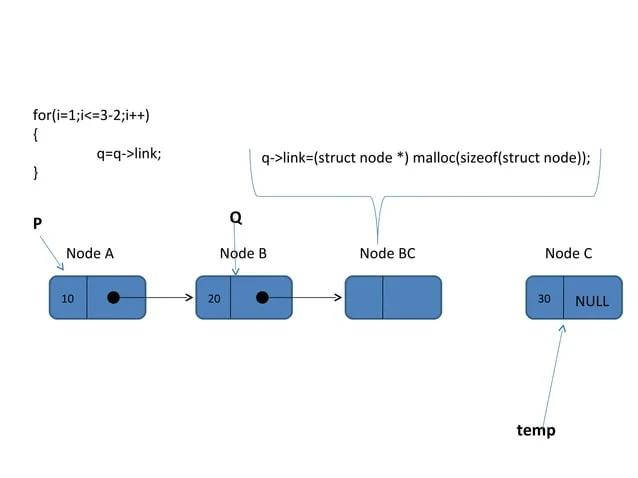 for(i=1;i<=3-2;i++)
{
q=q->link;
}
q->link=(struct node *) malloc(sizeof(struct node));
P
Q
Node A
Node B
Node BC
Node C
10
20
30
NULL
temp